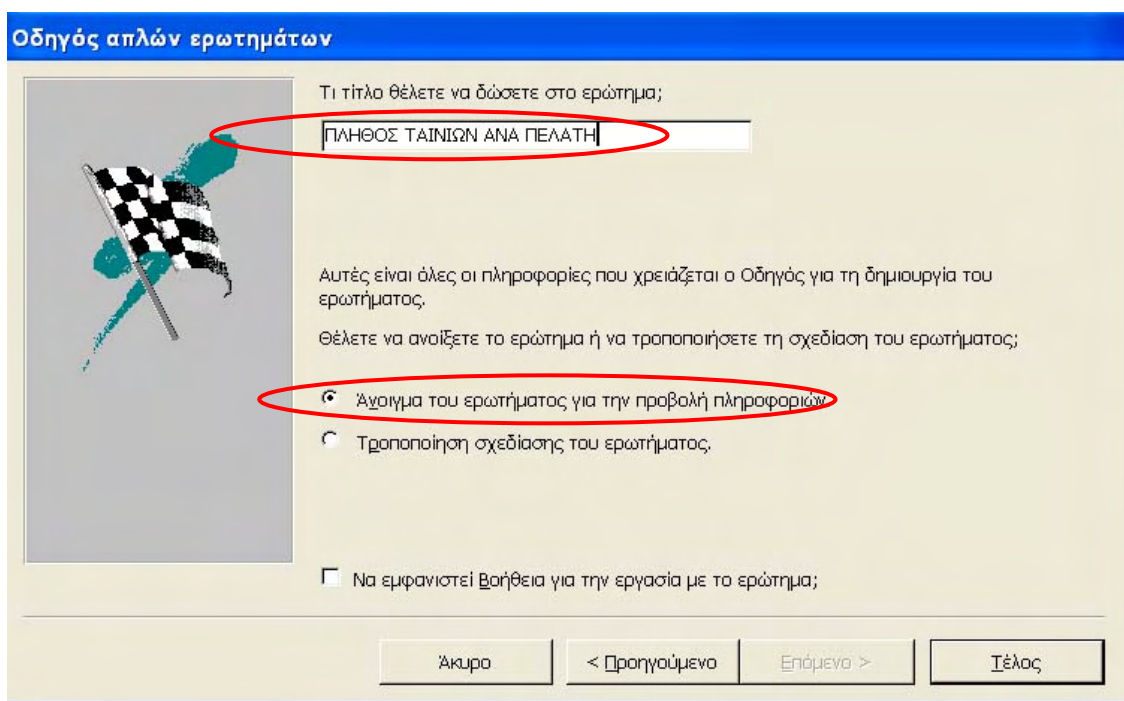 Οδηγός απλών ερωτημάτων
Τι τίτλο θέλετε να δώσετε στο ερώτημα;
ΠΛΗΘΟΣ ΤΑΙΝΙΩΝ ΑΝΑ ΠΕΛΑΤΗ
Αυτές είναι όλες οι πληροφορίες που χρειάζεται ο Οδηγός για τη δημιουργία του
ερωτήματος.
Θέλετε να ανοίξετε το ερώτημα ή να τροποποιήσετε τη σχεδίαση του ερωτήματος;
Άνοιγμα του ερωτήματος για την προβολή πληροφοριών.
Τροποποίηση σχεδίασης του ερωτήματος.
Να εμφανιστεί Βοήθεια για την εργασία με το ερώτημα;
Άκυρο
< Προηγούμενο
Επόμενο >
Τέλος